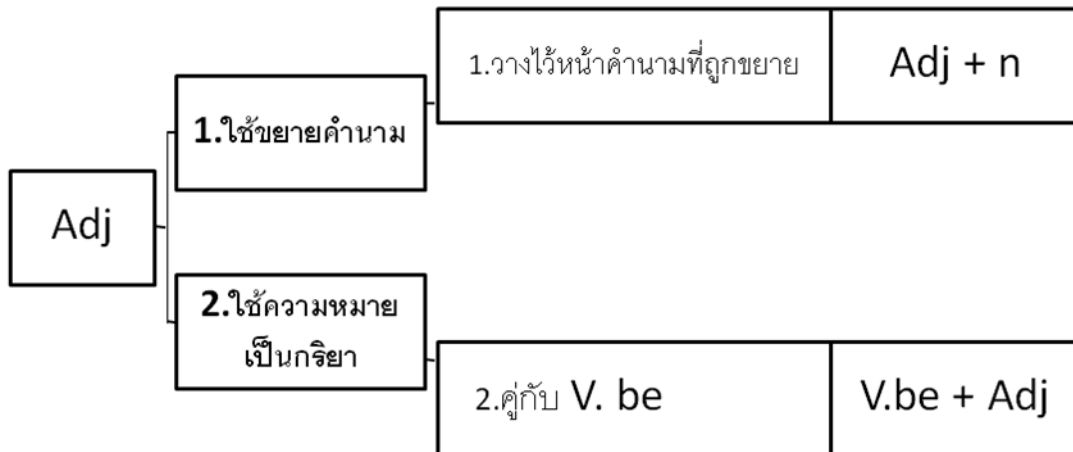 Adj
1.ใช้ขยายคำนาม
1.วางไว้หน้าคำนามที่ถูกขยาย
Adj + n
2.ใช้ความหมาย
เป็นกริยา
2.คู่กับ V. be
V.be + Adj